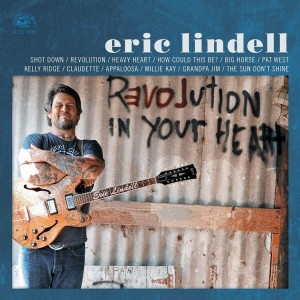 eric lindell
SHOT DOWN / REVOLUTION / HEAVY HEART / HOW COULD THIS BE? / BIG HORSE / PAT WEST
KELLY RIDGE / CLAUDETTE / APPALOOSA / MILLIE KAY / GRANDPA JIM / THE SUN DON'T SHINE
REVOLUTION
IN YOUR HEART